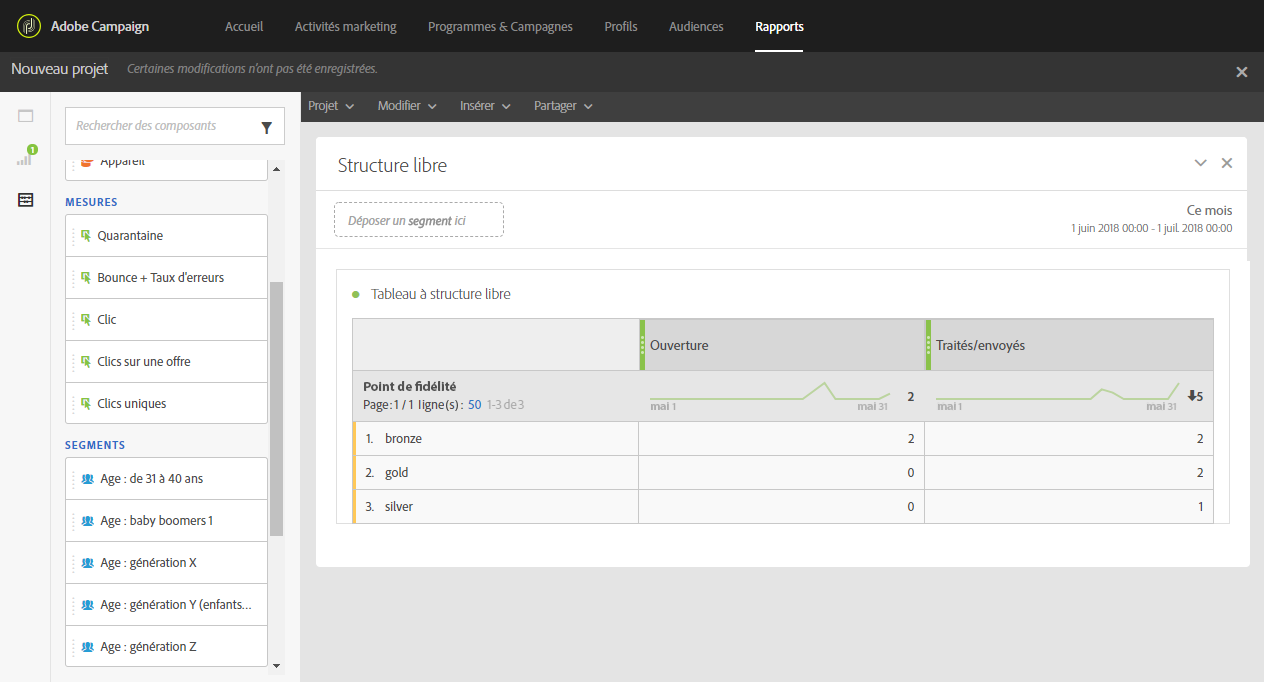 Adobe Campaign Accueil Activités marketing Programmes & Campagnes Profils Audiences Rapports
Nouveau projet Certaines modifications n'ont pas été enregistrées.
Projet Modifier Insérer Partager
1
Rechercher des composants
Appareil
MESURES
Quarantaine
Bounce + Taux d'erreurs
Clic
Clics sur une offre
Clics uniques
SEGMENTS
Age : de 31 à 40 ans
Age : baby boomers 1
Age : génération X
Age : génération Y (enfants...
Age : génération Z
Structure libre
Déposer un segment ici
Ce mois
1 juin 2018 00:00 - 1 juil. 2018 00:00
Tableau à structure libre
Ouverture Traités/envoyés
Point de fidélité
Page: 1 / 1 ligne(s) : 50 1-3 de 3
mai 1 mai 31 2 mai 1 mai 31 5
1. bronze 2 2
2. gold 0 2
3. silver 0 1